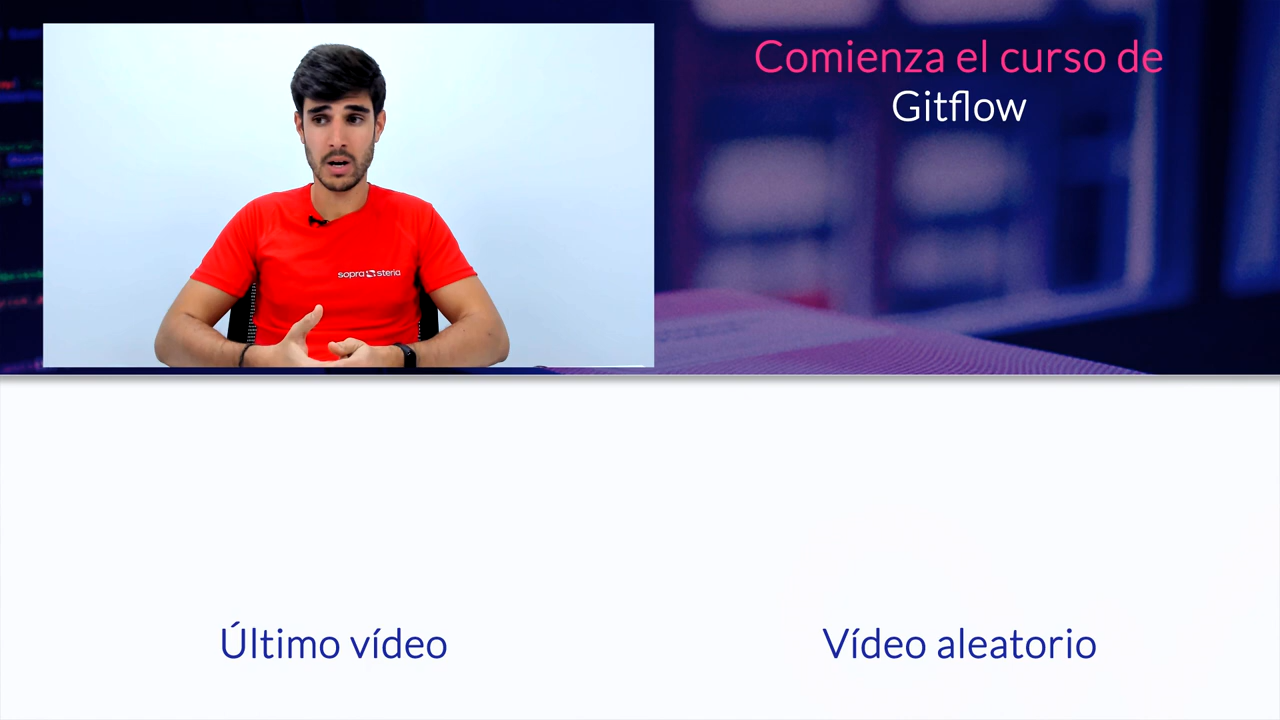 Comienza el curso de
Gitflow
sopra steria
Último vídeo
Vídeo aleatorio